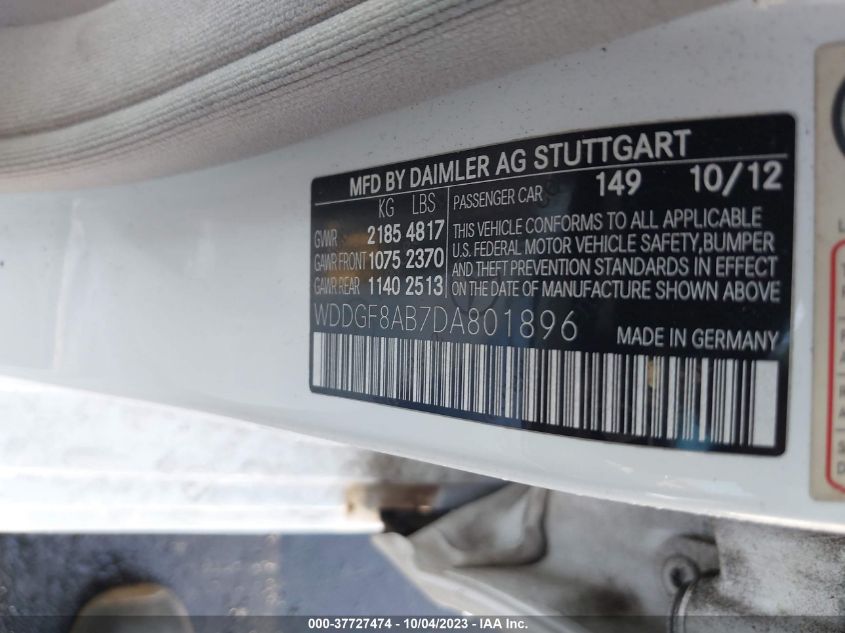 MFD BY DAIMLER AG STUTTGART
KG LBS PASSENGER CAR 149 10/12
GVWR 2185 4817 THIS VEHICLE CONFORMS TO ALL APPLICABLE
GAWR FRONT 1075 2370 U.S. FEDERAL MOTOR VEHICLE SAFETY, BUMPER
GAWR REAR 1140 2513 AND THEFT PREVENTION STANDARDS IN EFFECT
ON THE DATE OF MANUFACTURE SHOWN ABOVE
WDDGF8AB7DA801896 MADE IN GERMANY
000-37727474 - 10/04/2023 - IAA Inc.